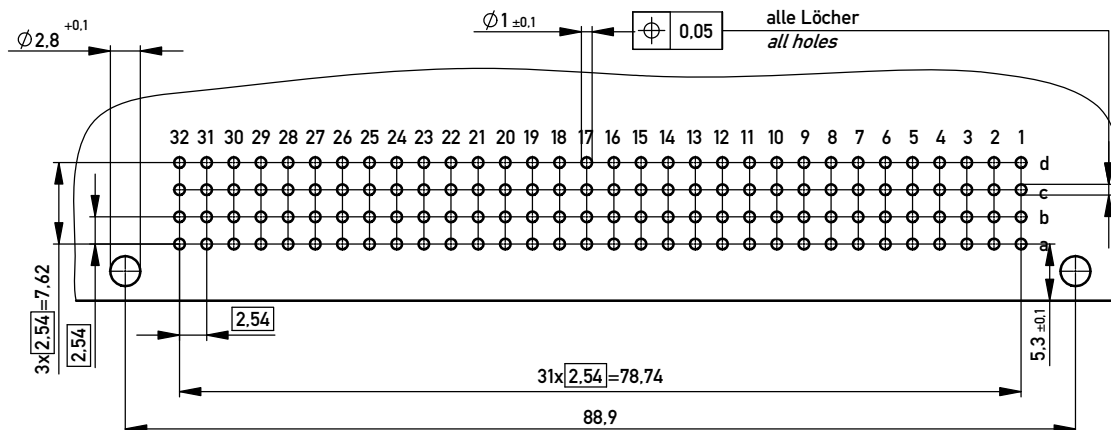 ⌀2,8 +0,1
⌀1 ±0,1
⌖ 0,05
alle Löcher
all holes
32 31 30 29 28 27 26 25 24 23 22 21 20 19 18 17 16 15 14 13 12 11 10 9 8 7 6 5 4 3 2 1
d
c
b
a
3x2,54=7,62
2,54
2,54
5,3 ±0,1
31x2,54=78,74
88,9